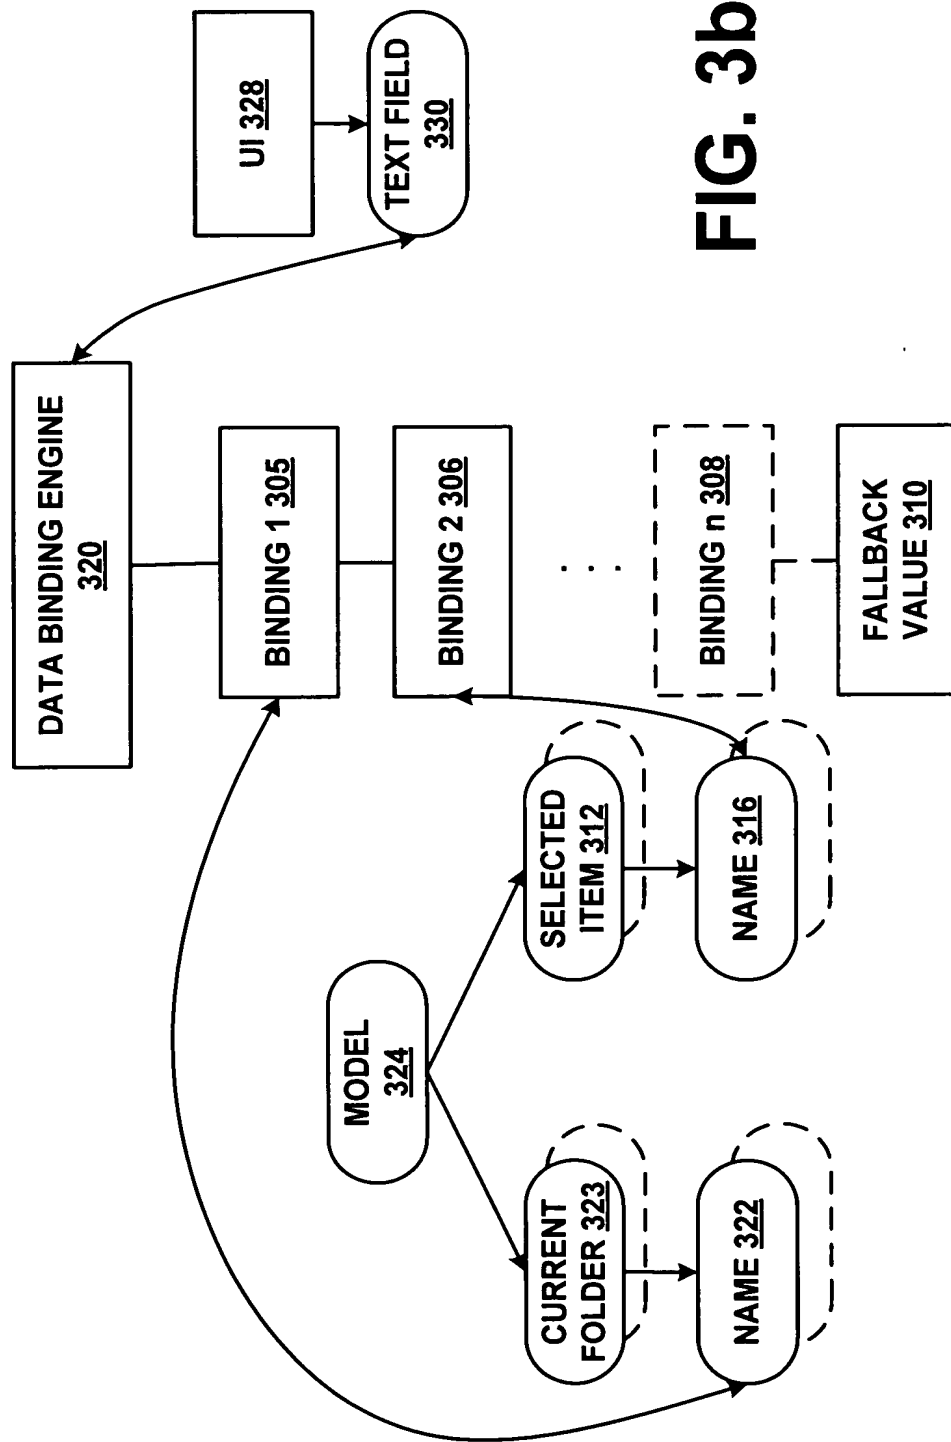 DATA BINDING ENGINE
320
UI 328
TEXT FIELD
330
BINDING 1 305
BINDING 2 306
. . .
BINDING n 308
FALLBACK
VALUE 310
MODEL
324
CURRENT
FOLDER 323
SELECTED
ITEM 312
NAME 322
NAME 316
FIG. 3b